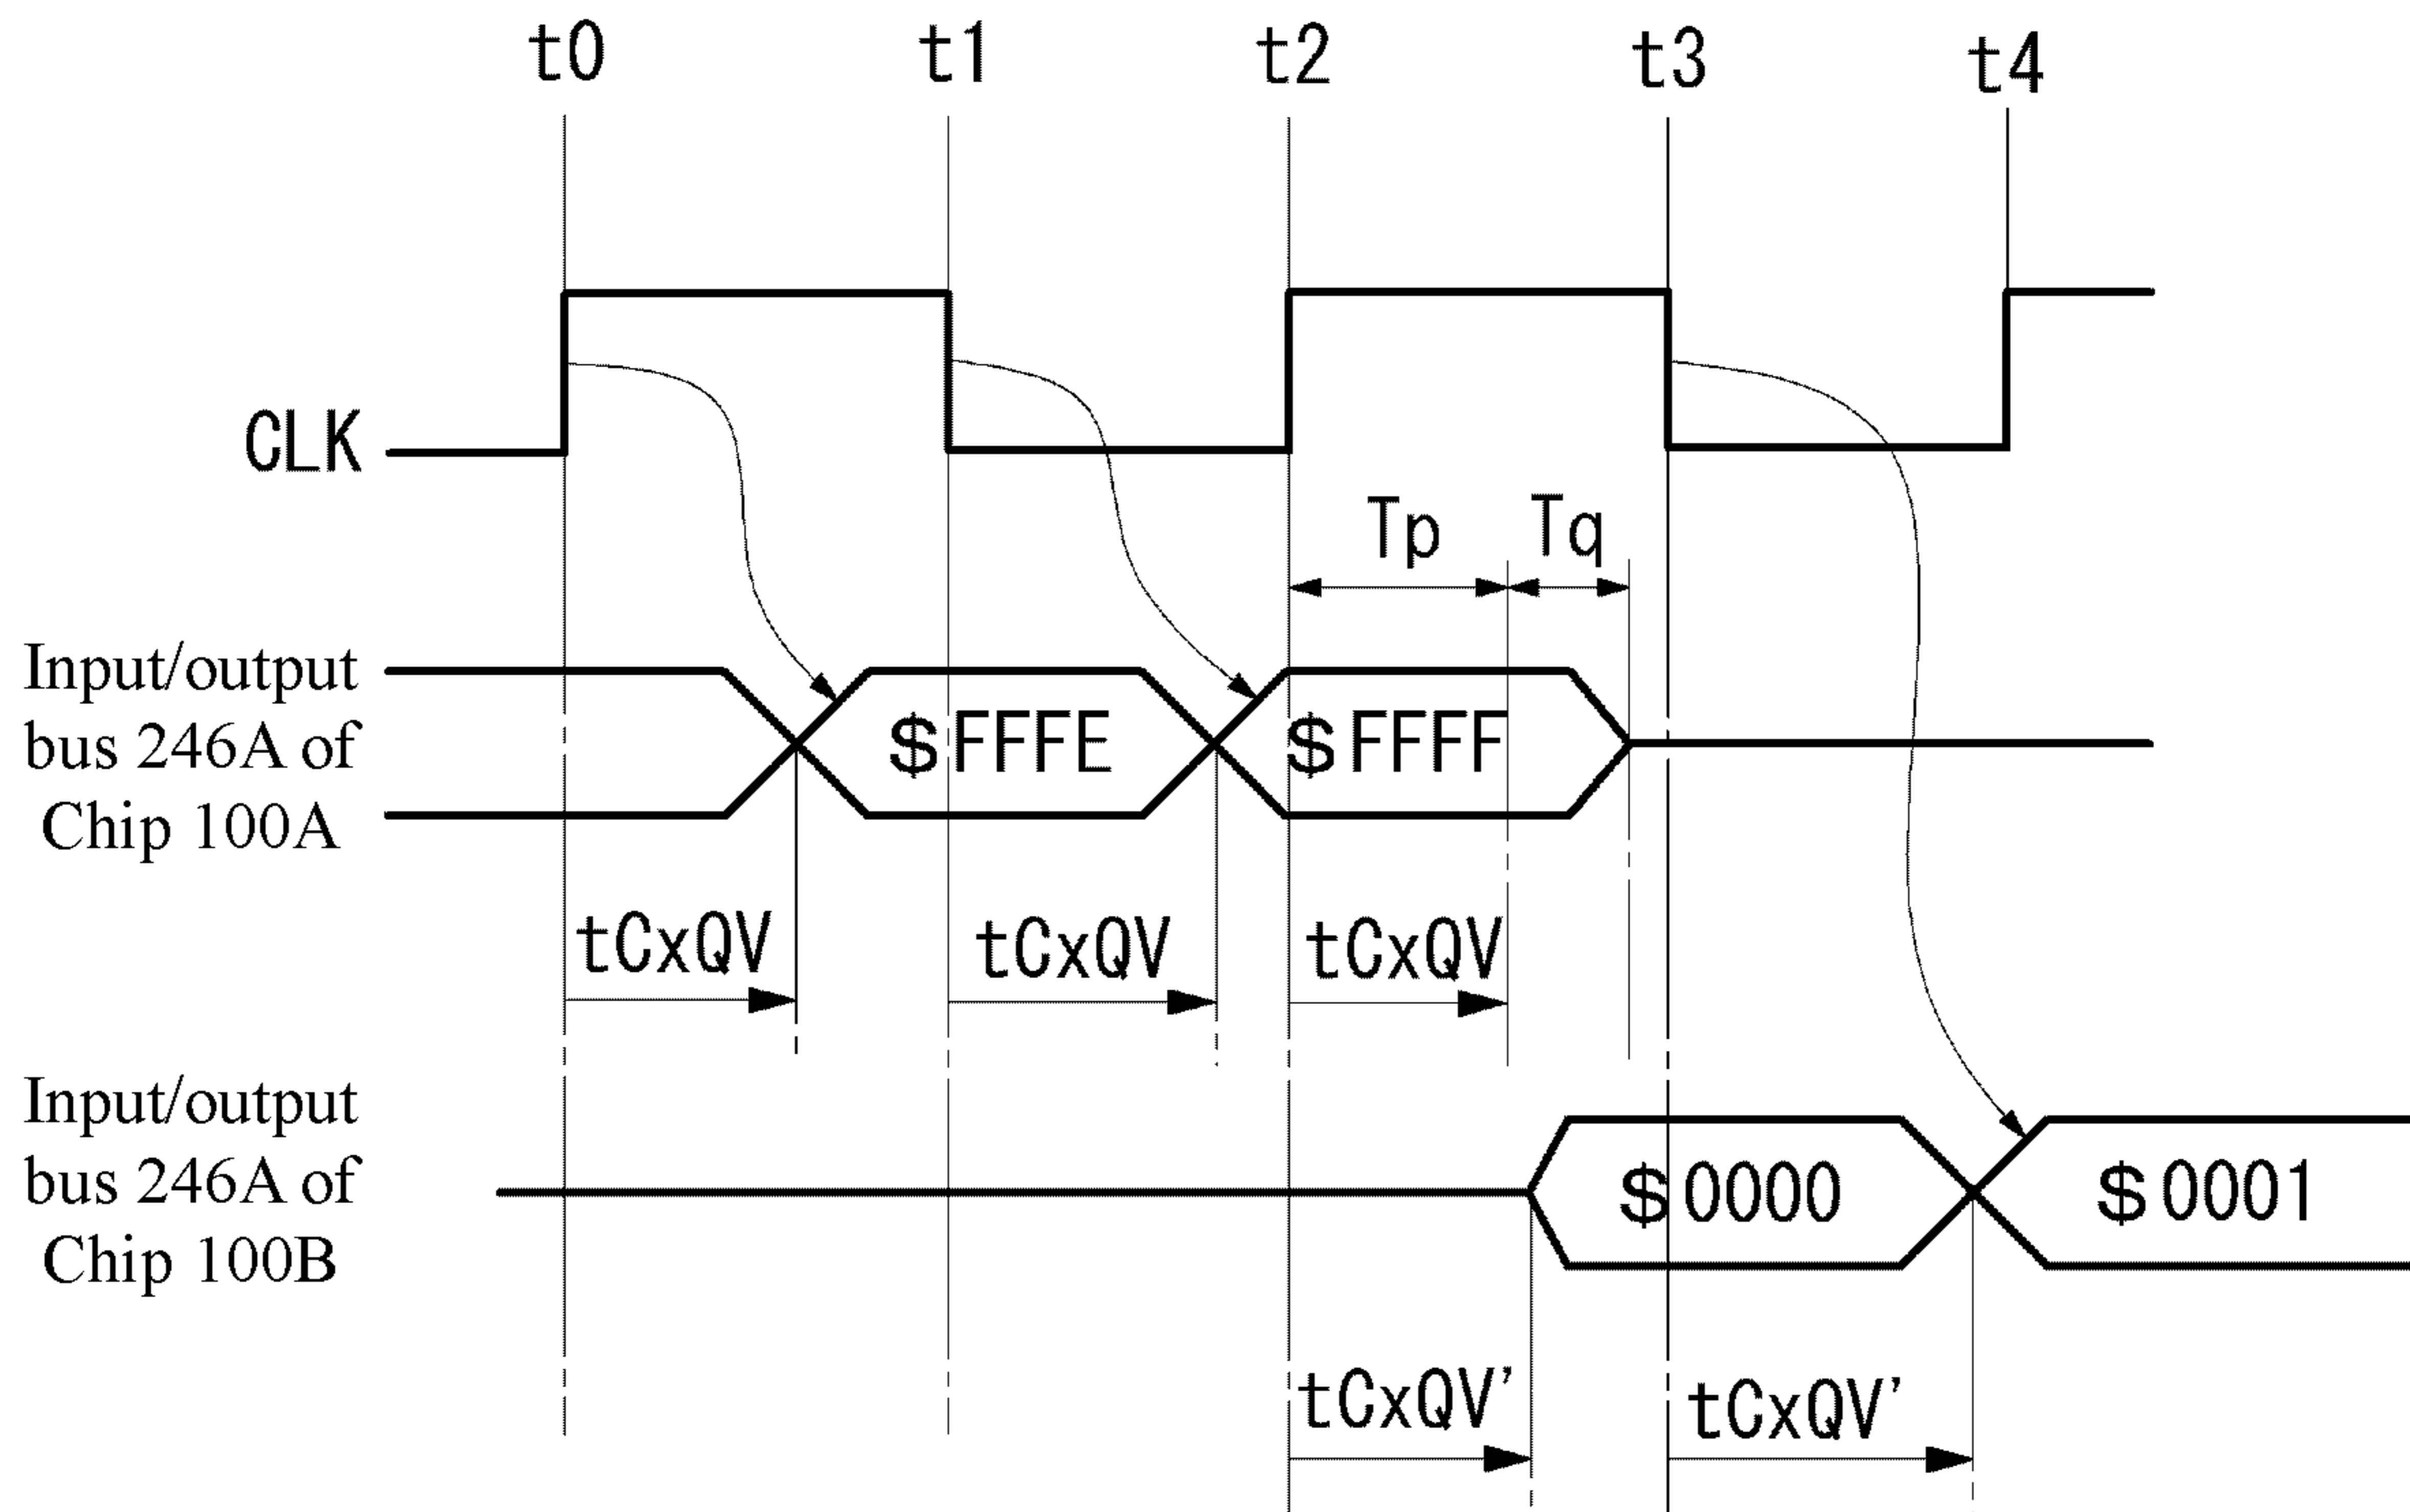 t0 t1 t2 t3 t4
CLK
Tp Tq
Input/output
bus 246A of
Chip 100A
$FFFE $FFFF
tCxQV tCxQV tCxQV
Input/output
bus 246A of
Chip 100B
$0000 $0001
tCxQV' tCxQV'